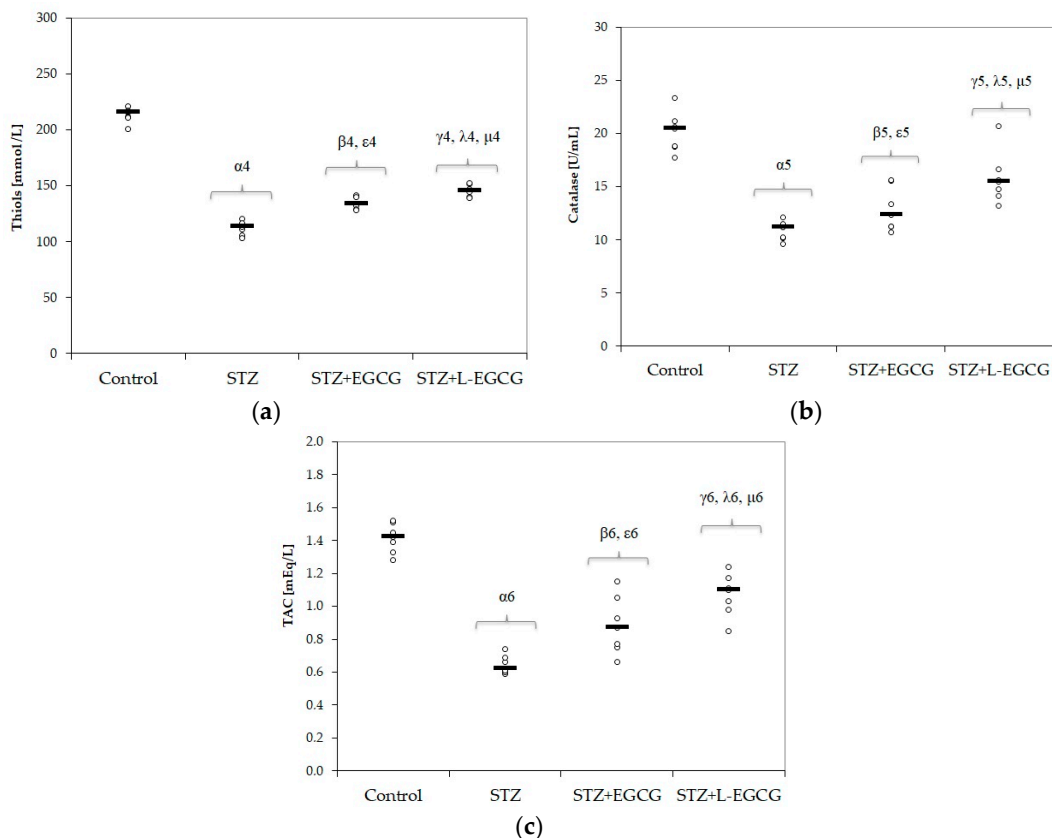 300
250
200
150
100
50
0
Thiols [mmol/L]
α4
β4, ε4
γ4, λ4, μ4
Control STZ STZ+EGCG STZ+L-EGCG
(a)
30
25
20
15
10
5
0
Catalase [U/mL]
α5
β5, ε5
γ5, λ5, μ5
Control STZ STZ+EGCG STZ+L-EGCG
(b)
2.0
1.8
1.6
1.4
1.2
1.0
0.8
0.6
0.4
0.2
0.0
TAC [mEq/L]
α6
β6, ε6
γ6, λ6, μ6
Control STZ STZ+EGCG STZ+L-EGCG
(c)